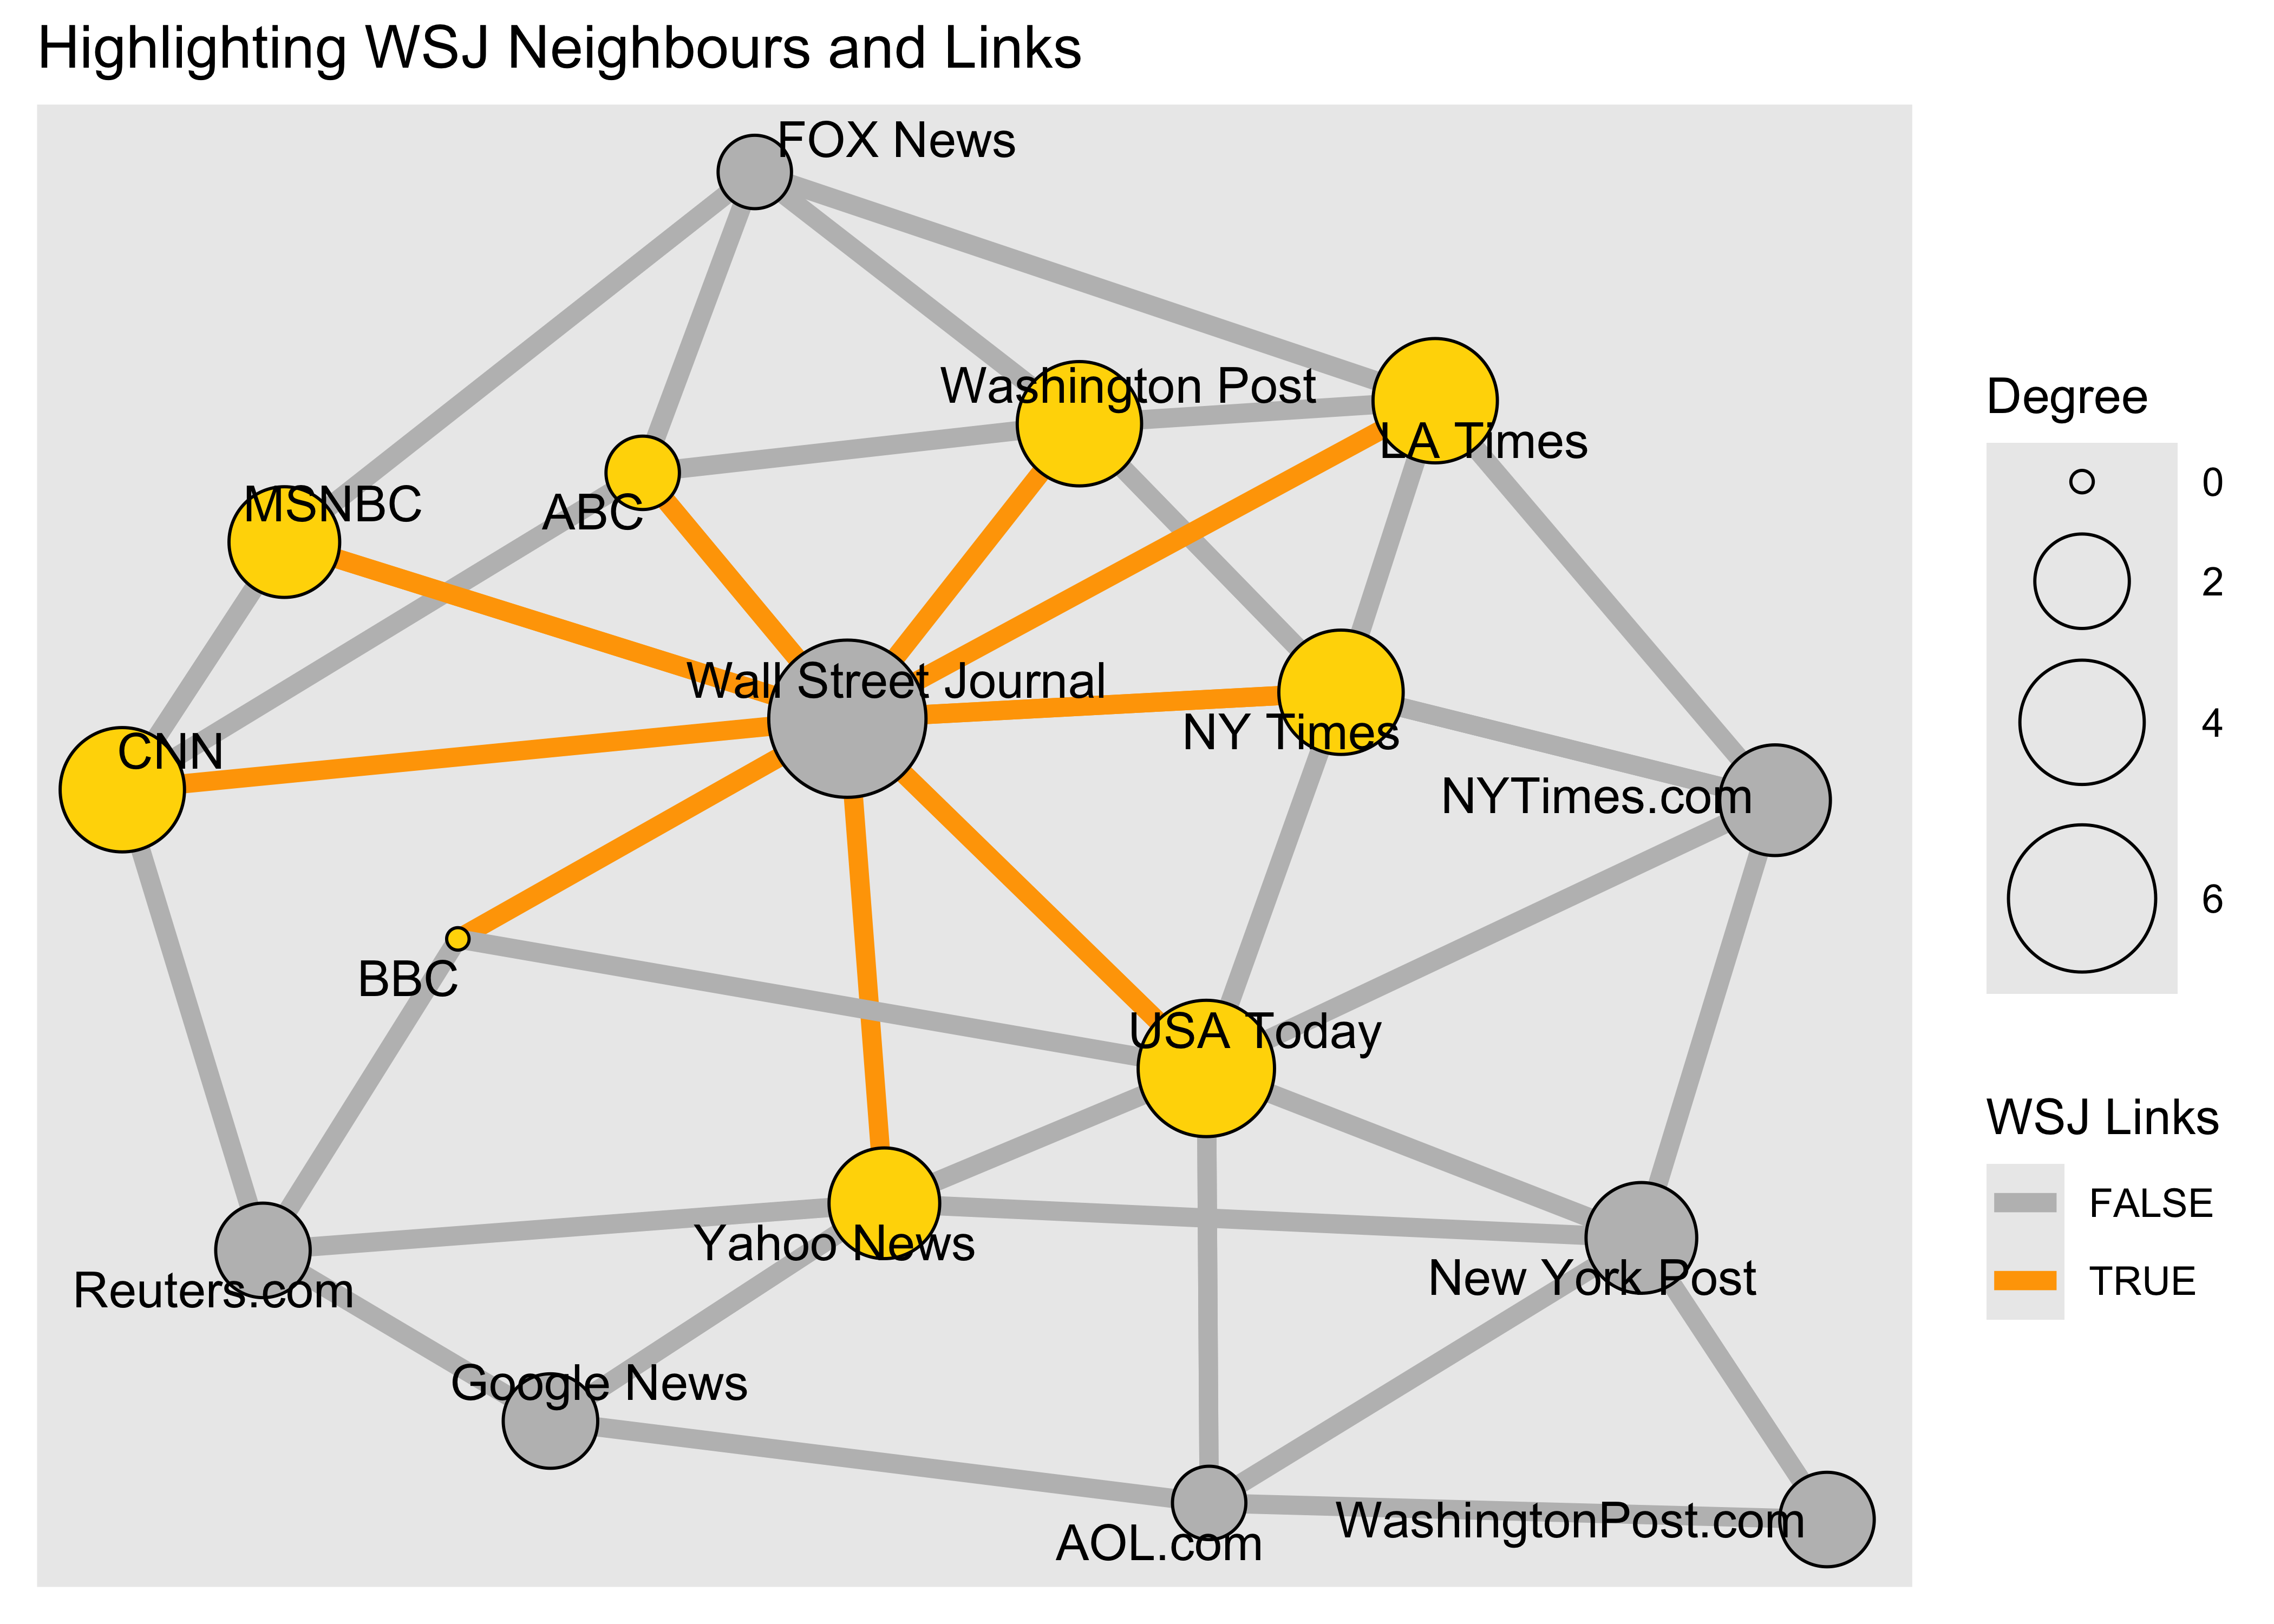 Highlighting WSJ Neighbours and Links
FOX News
Washington Post
LA Times
MSNBC
ABC
Wall Street Journal
NY Times
CNN
NYTimes.com
BBC
USA Today
Yahoo News
New York Post
Reuters.com
Google News
WashingtonPost.com
AOL.com
Degree
0
2
4
6
WSJ Links
FALSE
TRUE